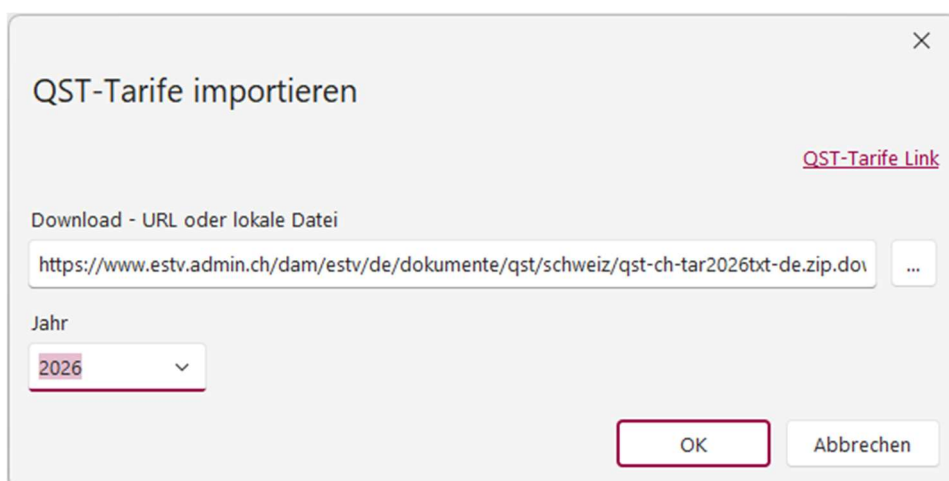 QST-Tarife importieren
QST-Tarife Link
Download - URL oder lokale Datei
https://www.estv.admin.ch/dam/estv/de/dokumente/qst/schweiz/qst-ch-tar2026txt-de.zip.dow
...
Jahr
2026
OK
Abbrechen